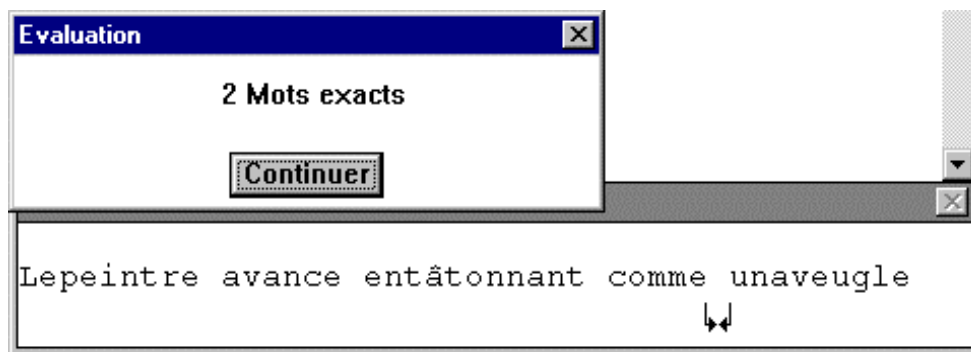 Evaluation
2 Mots exacts
Continuer
Lepeintre avance entâtonnant comme unaveugle